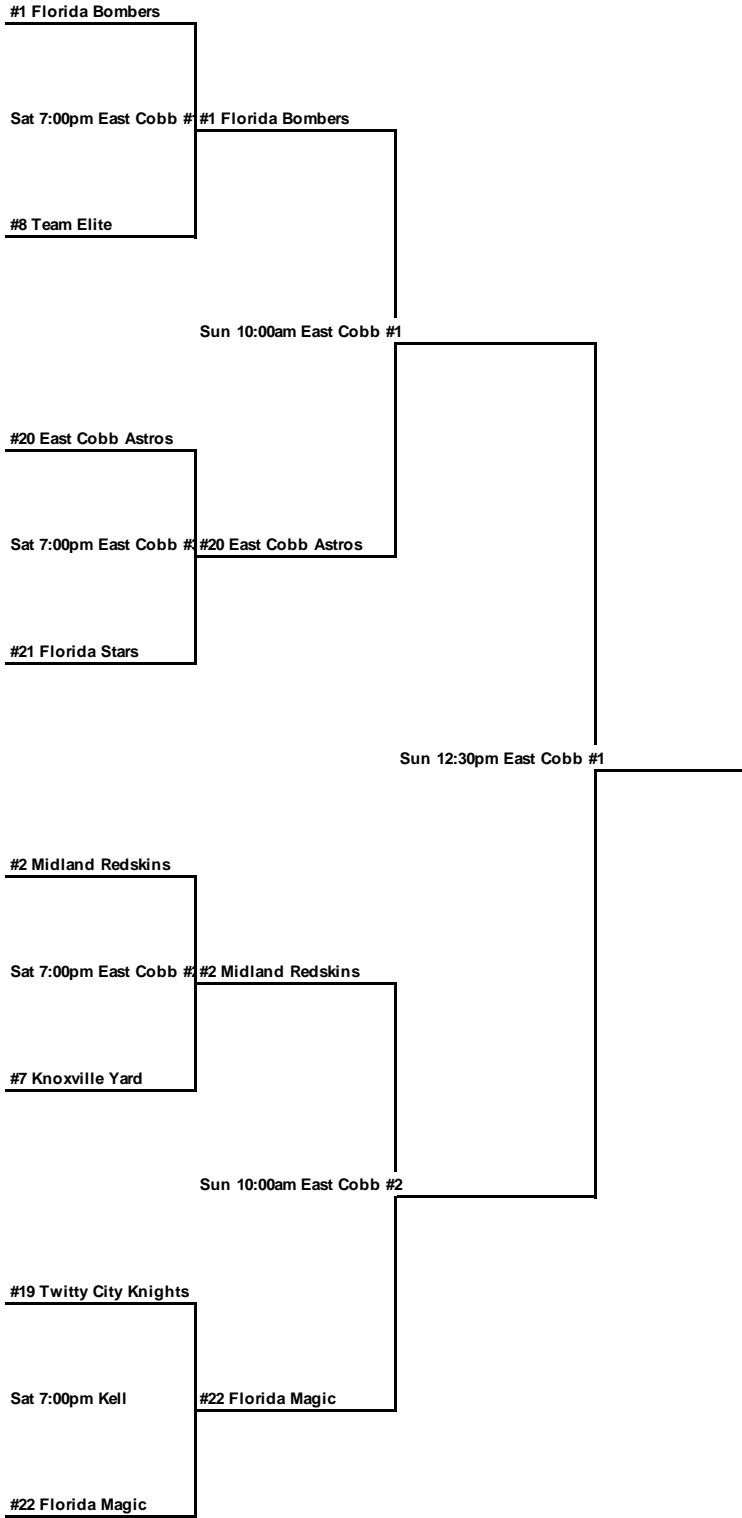 #1 Florida Bombers
Sat 7:00pm East Cobb
#1 Florida Bombers
#8 Team Elite
Sun 10:00am East Cobb #1
#20 East Cobb Astros
Sat 7:00pm East Cobb
#20 East Cobb Astros
#21 Florida Stars
Sun 12:30pm East Cobb #1
#2 Midland Redskins
Sat 7:00pm East Cobb
#2 Midland Redskins
#7 Knoxville Yard
Sun 10:00am East Cobb #2
#19 Twitty City Knights
Sat 7:00pm Kell
#22 Florida Magic
#22 Florida Magic